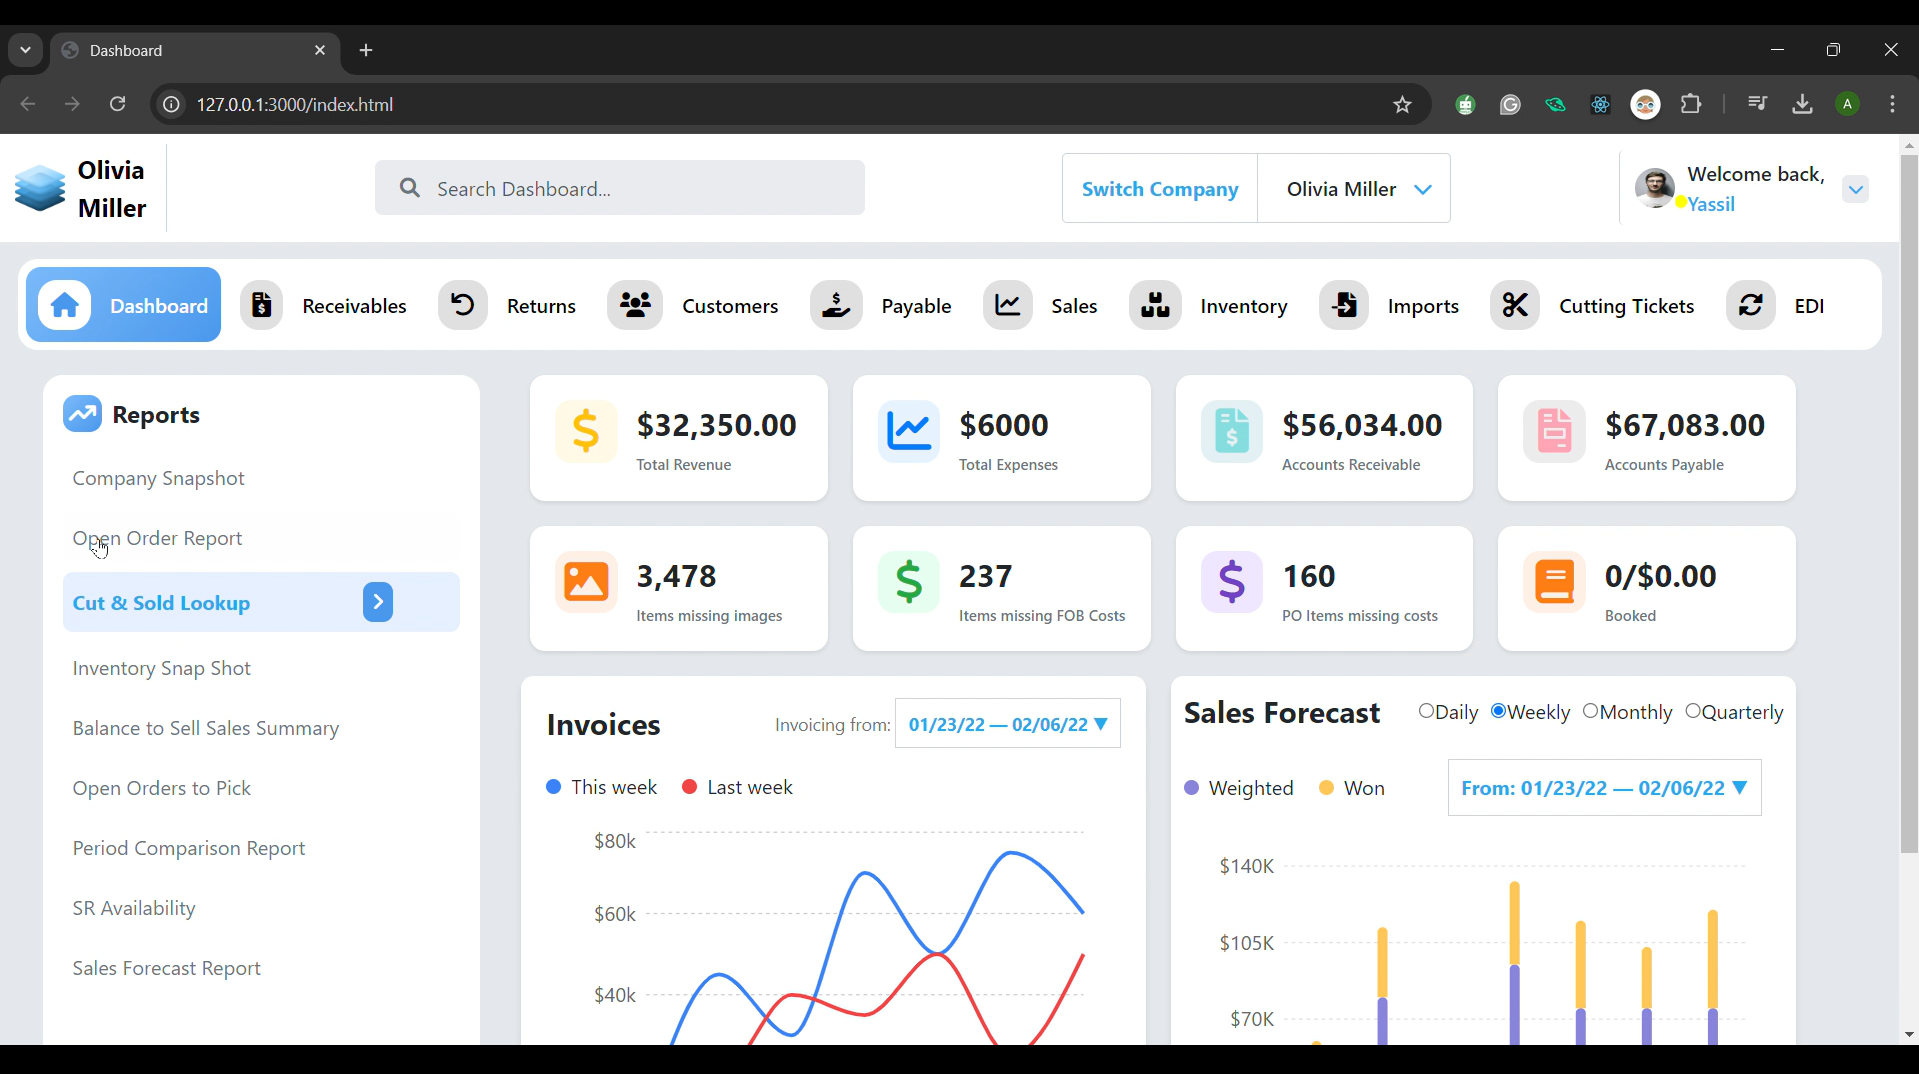 Dashboard
127.0.0.1:3000/index.html
A
Olivia
Miller
Search Dashboard...
Switch Company
Olivia Miller
Welcome back,
Yassil
Dashboard
Receivables
Returns
Customers
Payable
Sales
Inventory
Imports
Cutting Tickets
EDI
Reports
Company Snapshot
Open Order Report
Cut & Sold Lookup
Inventory Snap Shot
Balance to Sell Sales Summary
Open Orders to Pick
Period Comparison Report
SR Availability
Sales Forecast Report
$32,350.00
Total Revenue
$6000
Total Expenses
$56,034.00
Accounts Receivable
$67,083.00
Accounts Payable
3,478
Items missing images
237
Items missing FOB Costs
160
PO Items missing costs
0/$0.00
Booked
Invoices
Invoicing from:
01/23/22 — 02/06/22 ▼
This week
Last week
$80k
$60k
$40k
Sales Forecast
Daily
Weekly
Monthly
Quarterly
Weighted
Won
From: 01/23/22 — 02/06/22 ▼
$140K
$105K
$70K